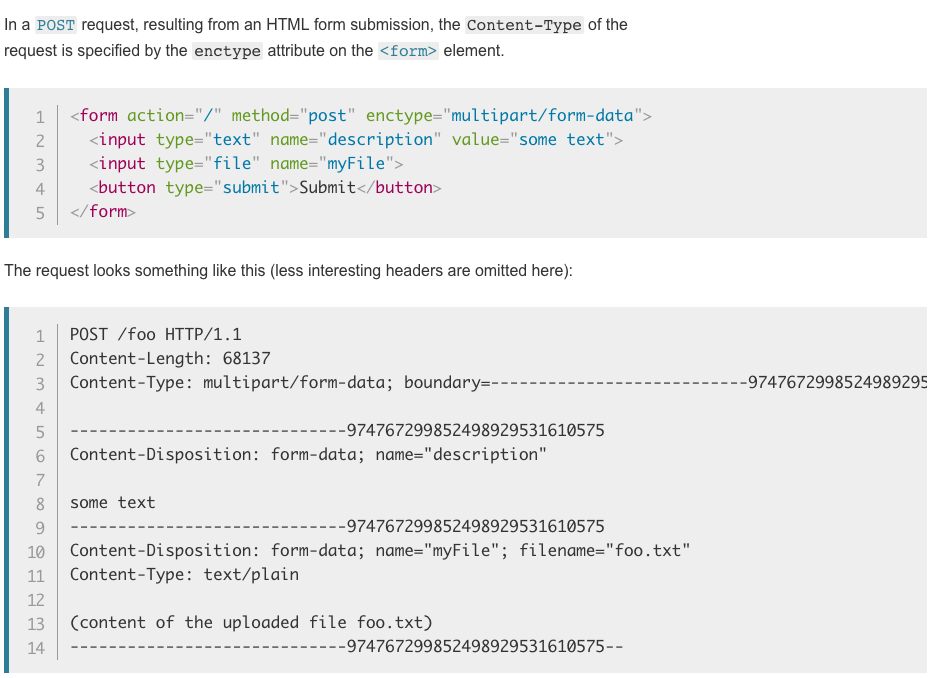 In a POST request, resulting from an HTML form submission, the Content-Type of the
request is specified by the enctype attribute on the <form> element.
1 <form action="/" method="post" enctype="multipart/form-data">
2   <input type="text" name="description" value="some text">
3   <input type="file" name="myFile">
4   <button type="submit">Submit</button>
5 </form>
The request looks something like this (less interesting headers are omitted here):
1 POST /foo HTTP/1.1
2 Content-Length: 68137
3 Content-Type: multipart/form-data; boundary=---------------------------9747672998524989295
4
5 -----------------------------974767299852498929531610575
6 Content-Disposition: form-data; name="description"
7
8 some text
9 -----------------------------974767299852498929531610575
10 Content-Disposition: form-data; name="myFile"; filename="foo.txt"
11 Content-Type: text/plain
12
13 (content of the uploaded file foo.txt)
14 -----------------------------974767299852498929531610575--